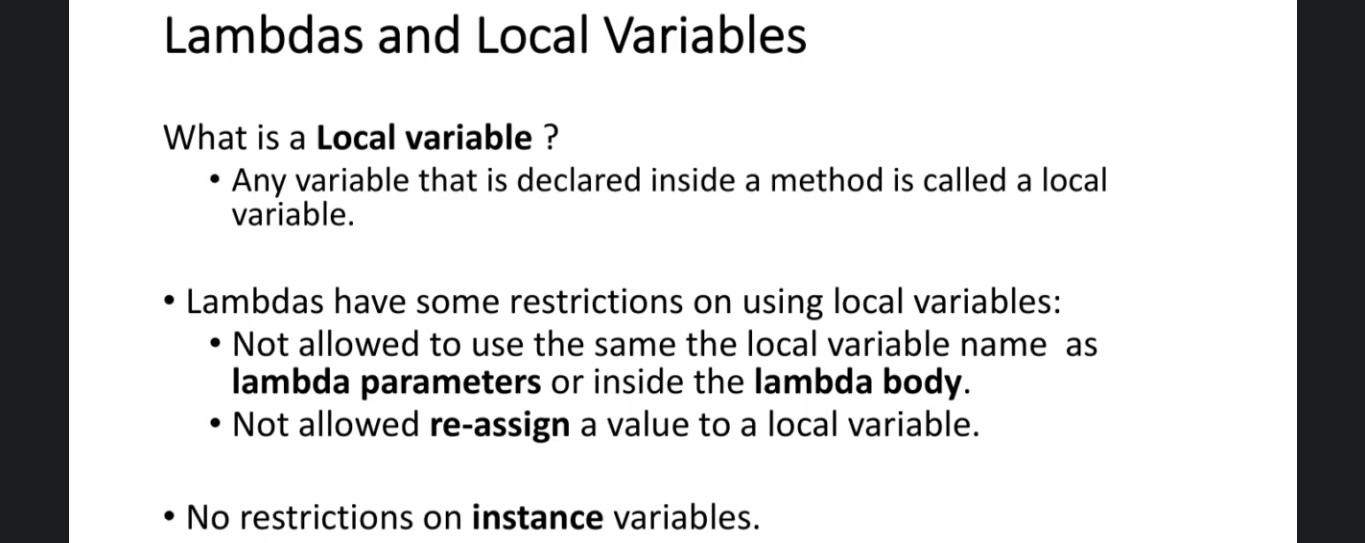 Lambdas and Local Variables
What is a Local variable ?
• Any variable that is declared inside a method is called a local
variable.
• Lambdas have some restrictions on using local variables:
• Not allowed to use the same the local variable name  as
lambda parameters or inside the lambda body.
• Not allowed re-assign a value to a local variable.
• No restrictions on instance variables.